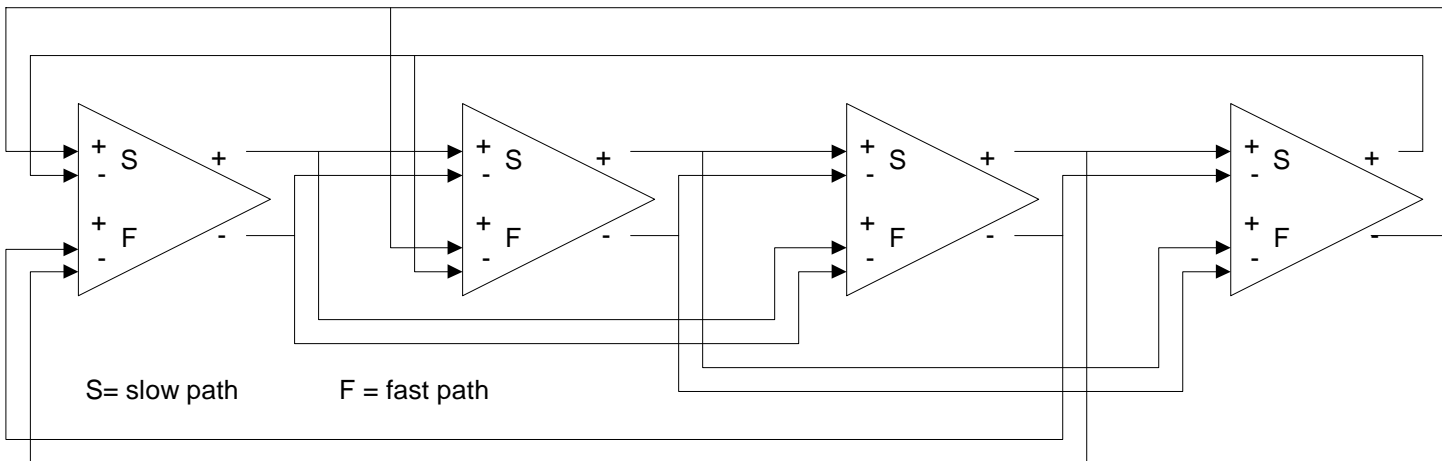 + S + + S + + S + + S +
- - - -
+ + + +
F - F - F - F -
- - - -
S= slow path F = fast path